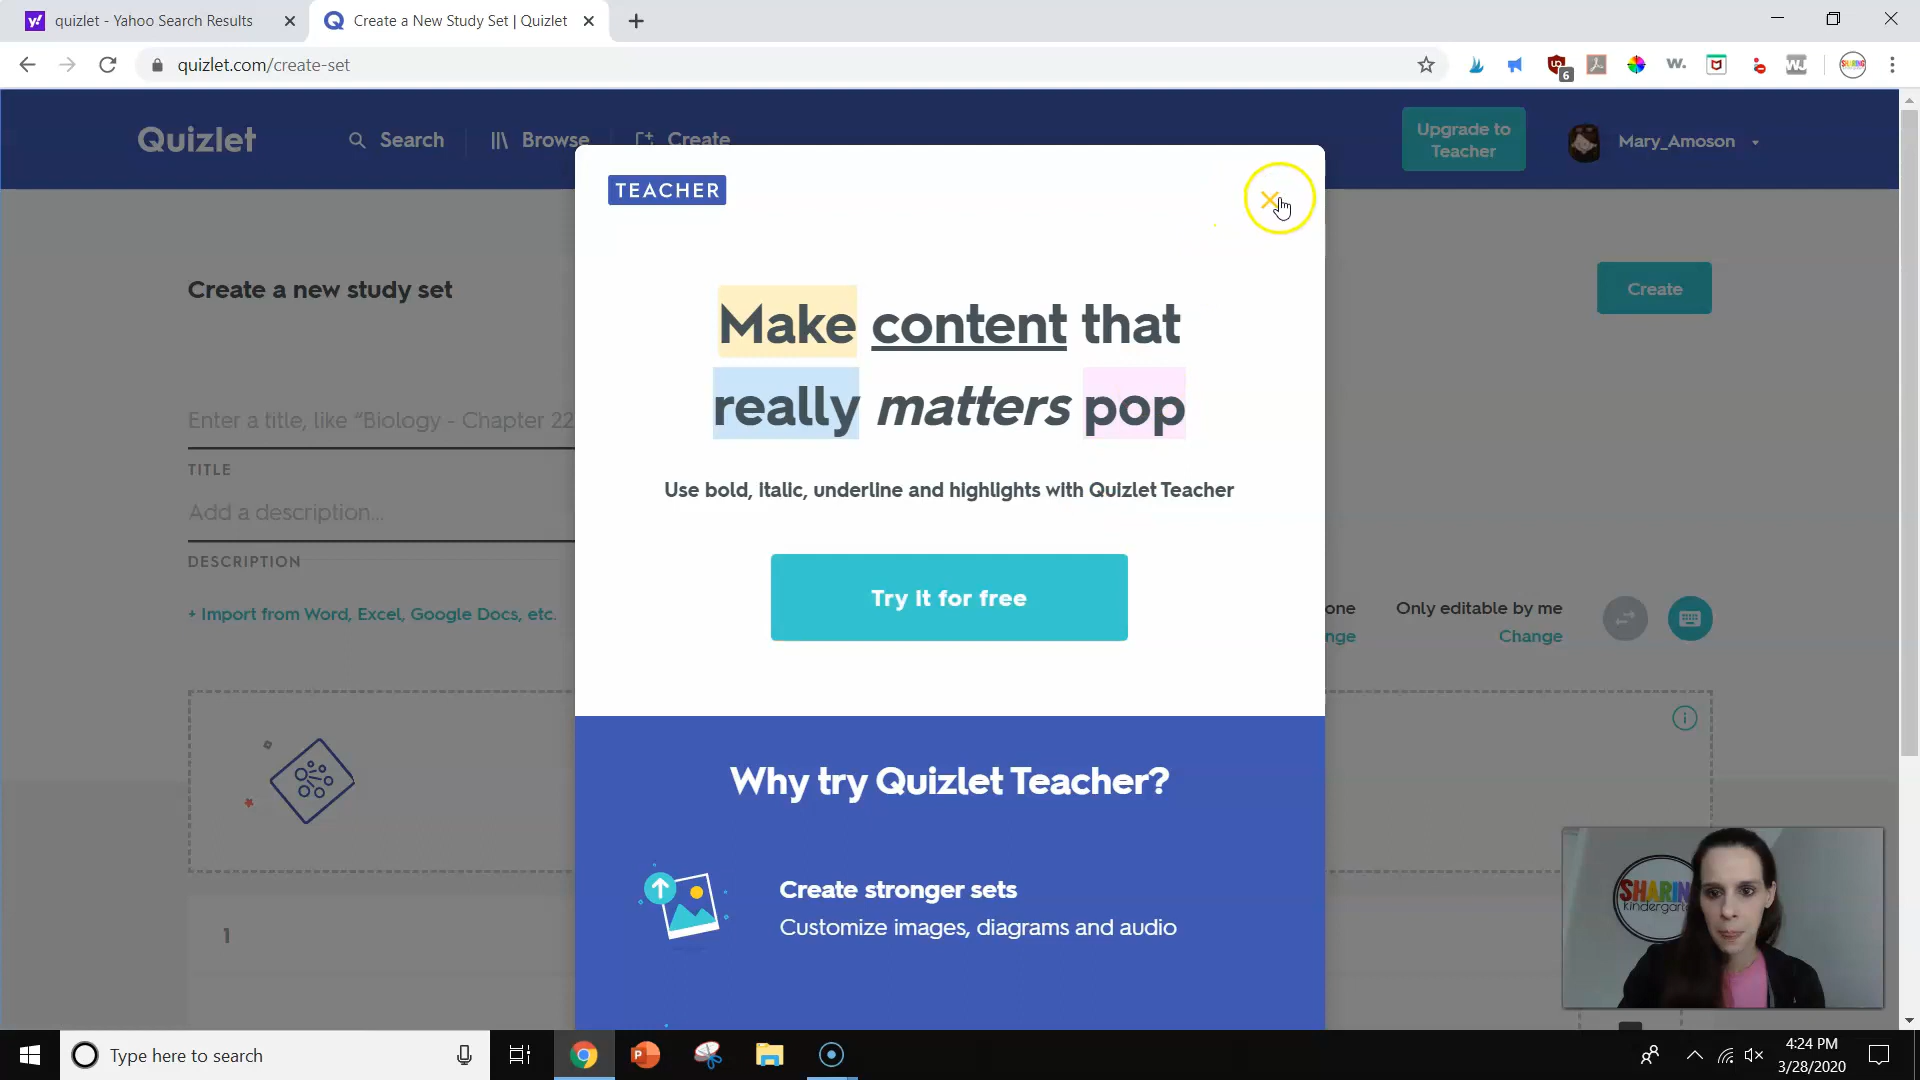 quizlet - Yahoo Search Results
Create a New Study Set | Quizlet
quizlet.com/create-set
6
Quizlet
Search
Browse
Create
Upgrade to
Teacher
Mary_Amoson
TEACHER
Create a new study set
Create
Make content that
really matters pop
Enter a title, like “Biology - Chapter 22
TITLE
Use bold, italic, underline and highlights with Quizlet Teacher
Add a description...
DESCRIPTION
Try it for free
+ Import from Word, Excel, Google Docs, etc.
one
nge
Only editable by me
Change
Why try Quizlet Teacher?
Create stronger sets
Customize images, diagrams and audio
1
SHARING
kindergarten
Type here to search
4:24 PM
3/28/2020